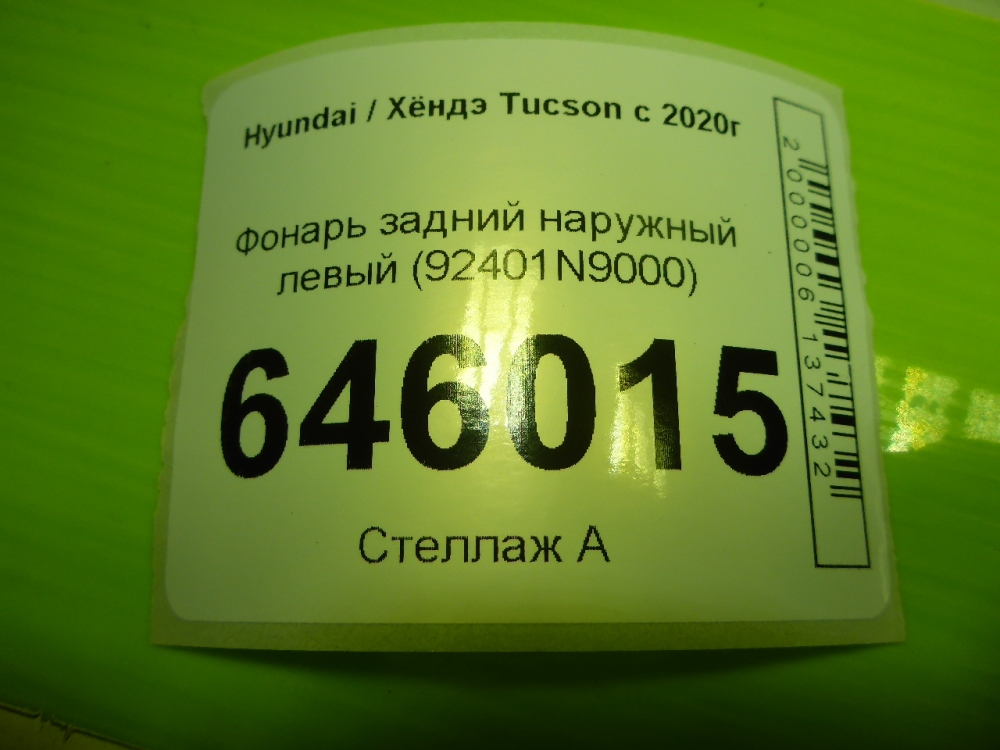 Hyundai / Хёндэ Tucson с 2020г
Фонарь задний наружный
левый (92401N9000)
646015
Стеллаж А
2000006137432